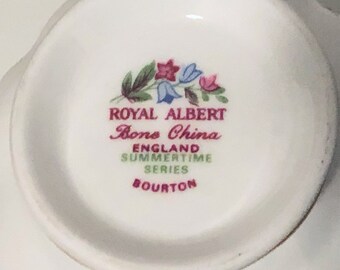 ROYAL ALBERT
Bone China
ENGLAND
SUMMERTIME
SERIES
BOURTON